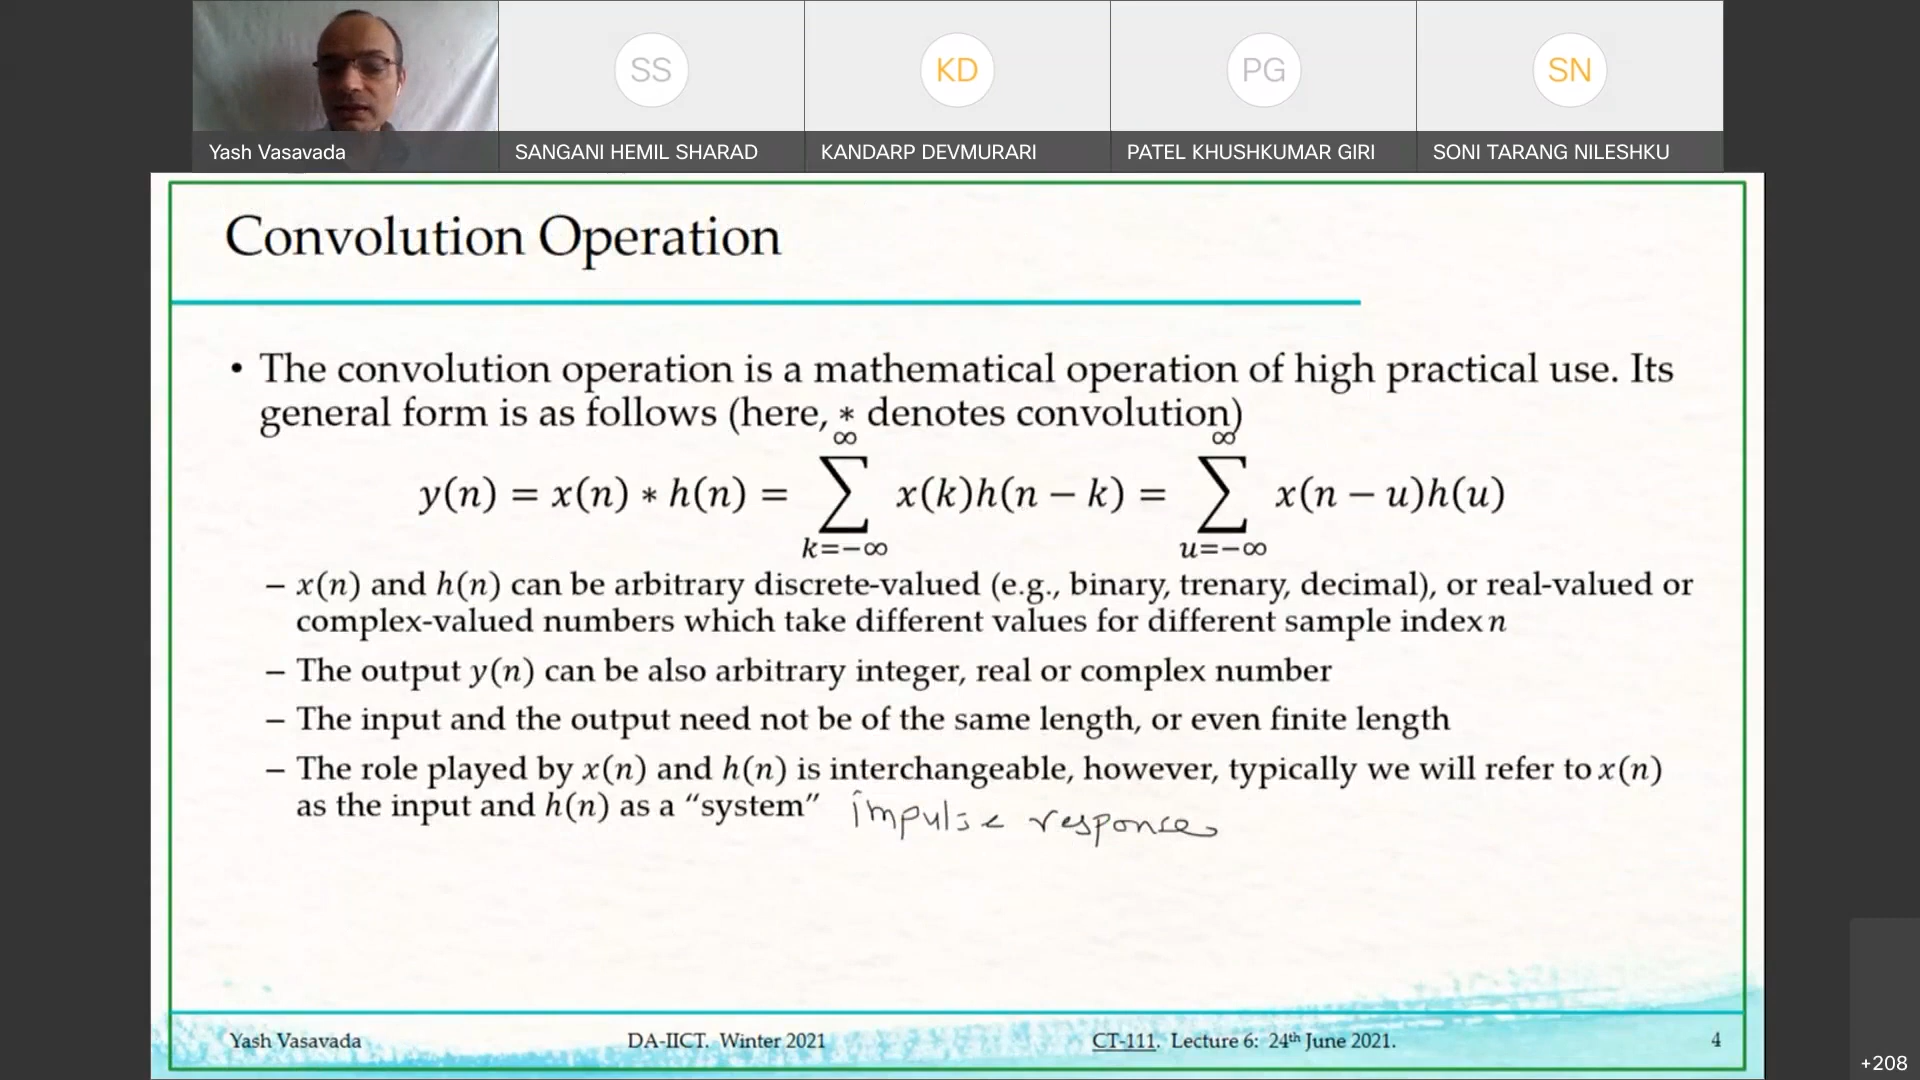 SS
KD
PG
SN
Yash Vasavada
SANGANI HEMIL SHARAD
KANDARP DEVMURARI
PATEL KHUSHKUMAR GIRI
SONI TARANG NILESHKU
Convolution Operation
• The convolution operation is a mathematical operation of high practical use. Its
general form is as follows (here, * denotes convolution)
y(n) = x(n) * h(n) = ∑_{k=−∞}^{∞} x(k)h(n − k) = ∑_{u=−∞}^{∞} x(n − u)h(u)
– x(n) and h(n) can be arbitrary discrete-valued (e.g., binary, trenary, decimal), or real-valued or
complex-valued numbers which take different values for different sample index n
– The output y(n) can be also arbitrary integer, real or complex number
– The input and the output need not be of the same length, or even finite length
– The role played by x(n) and h(n) is interchangeable, however, typically we will refer to x(n)
as the input and h(n) as a “system” impulse response
Yash Vasavada
DA-IICT. Winter 2021
CT-111. Lecture 6: 24th June 2021.
4
+208